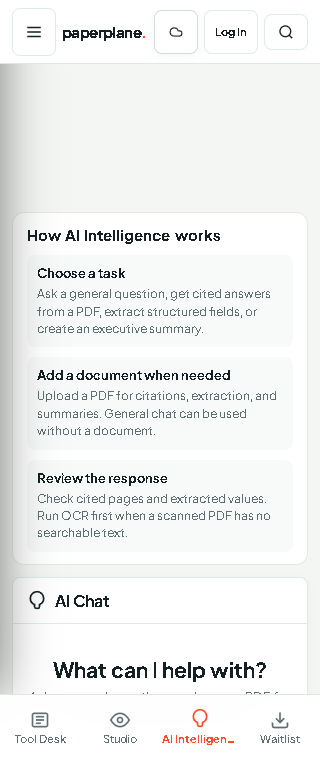 paperplane.
Log in
How AI Intelligence works
Choose a task
Ask a general question, get cited answers
from a PDF, extract structured fields, or
create an executive summary.
Add a document when needed
Upload a PDF for citations, extraction, and
summaries. General chat can be used
without a document.
Review the response
Check cited pages and extracted values.
Run OCR first when a scanned PDF has no
searchable text.
AI Chat
What can I help with?
Tool Desk
Studio
AI Intelligen…
Waitlist